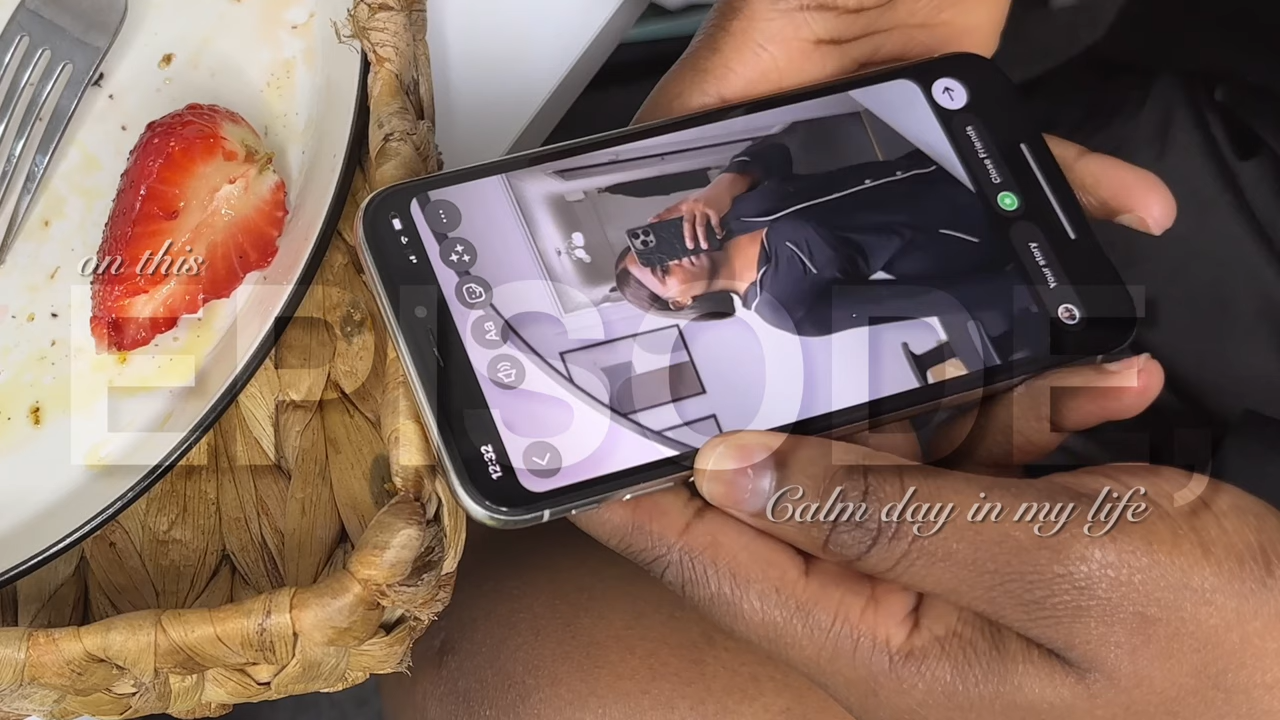 on this
EPISODE,
Calm day in my life
12:32
Aa
Close Friends
Your story